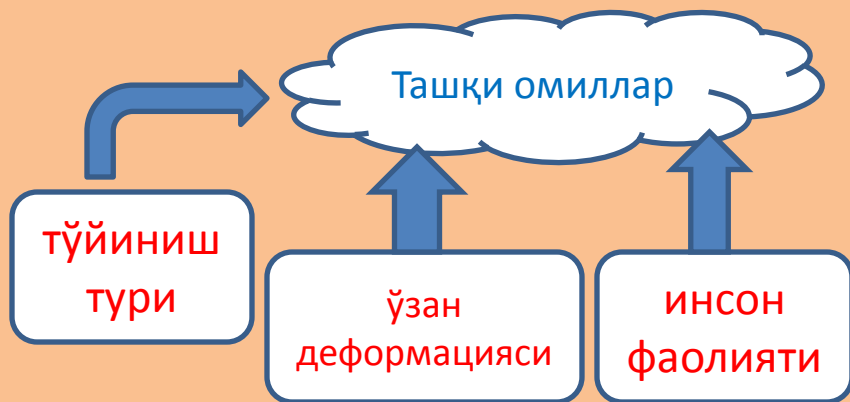 Ташқи омиллар
тўйиниш
тури
ўзан
деформацияси
инсон
фаолияти